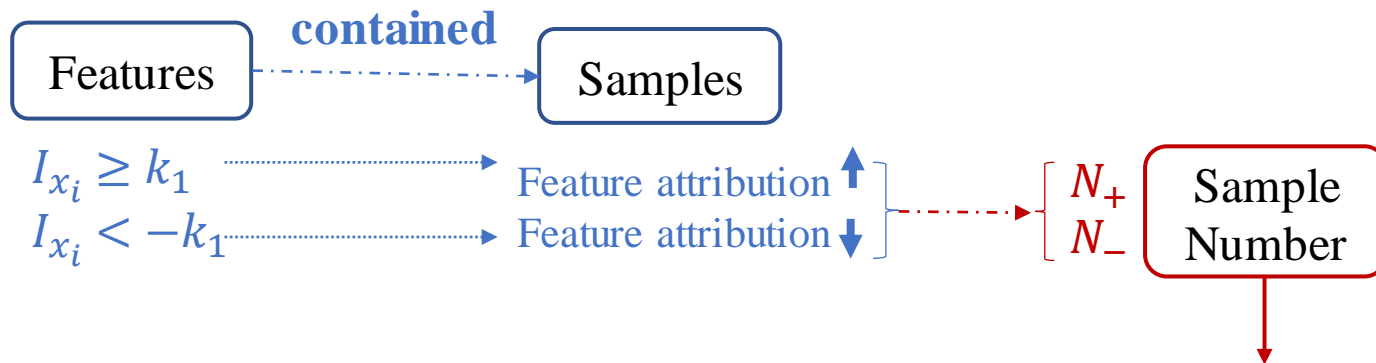 contained
Features
Samples
I_{x_i} ≥ k_1
I_{x_i} < −k_1
Feature attribution
Feature attribution
N_+
N_−
Sample
Number